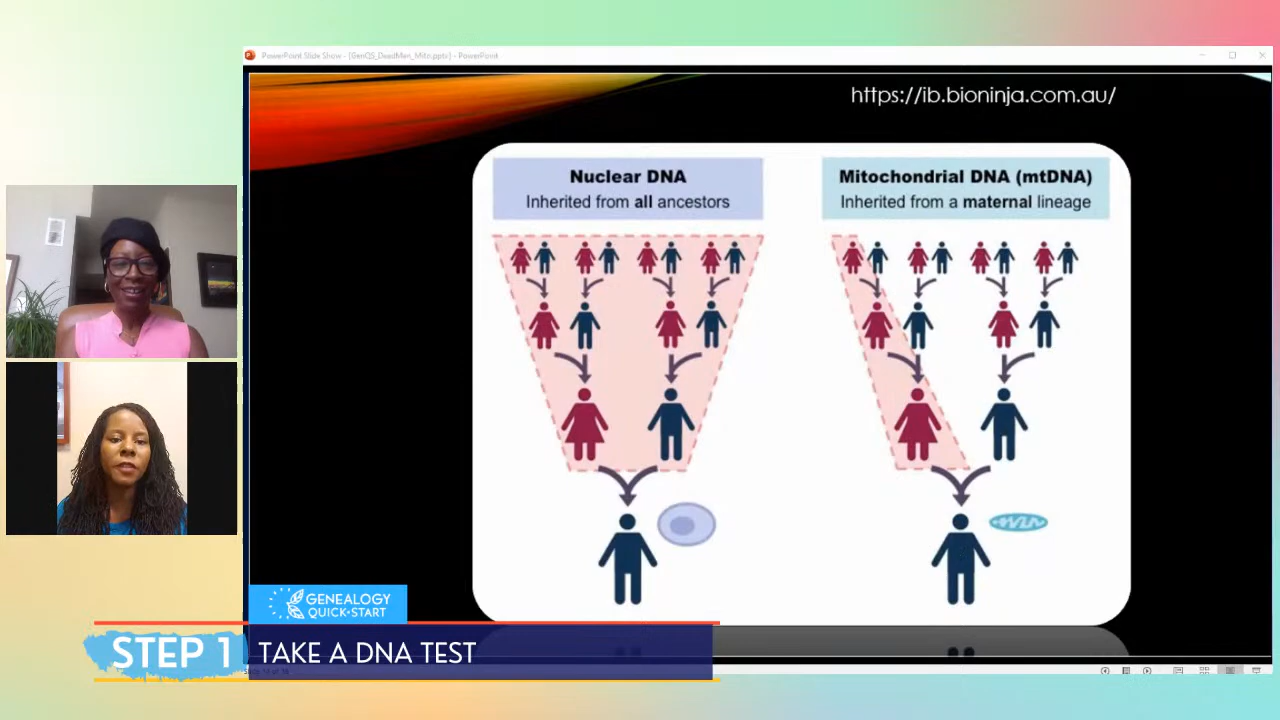 PowerPoint Slide Show - [GenQS_DeadMen_Mito.pptx] - PowerPoint
https://ib.bioninja.com.au/
Nuclear DNA
Inherited from all ancestors
Mitochondrial DNA (mtDNA)
Inherited from a maternal lineage
GENEALOGY
QUICK•START
STEP 1
TAKE A DNA TEST